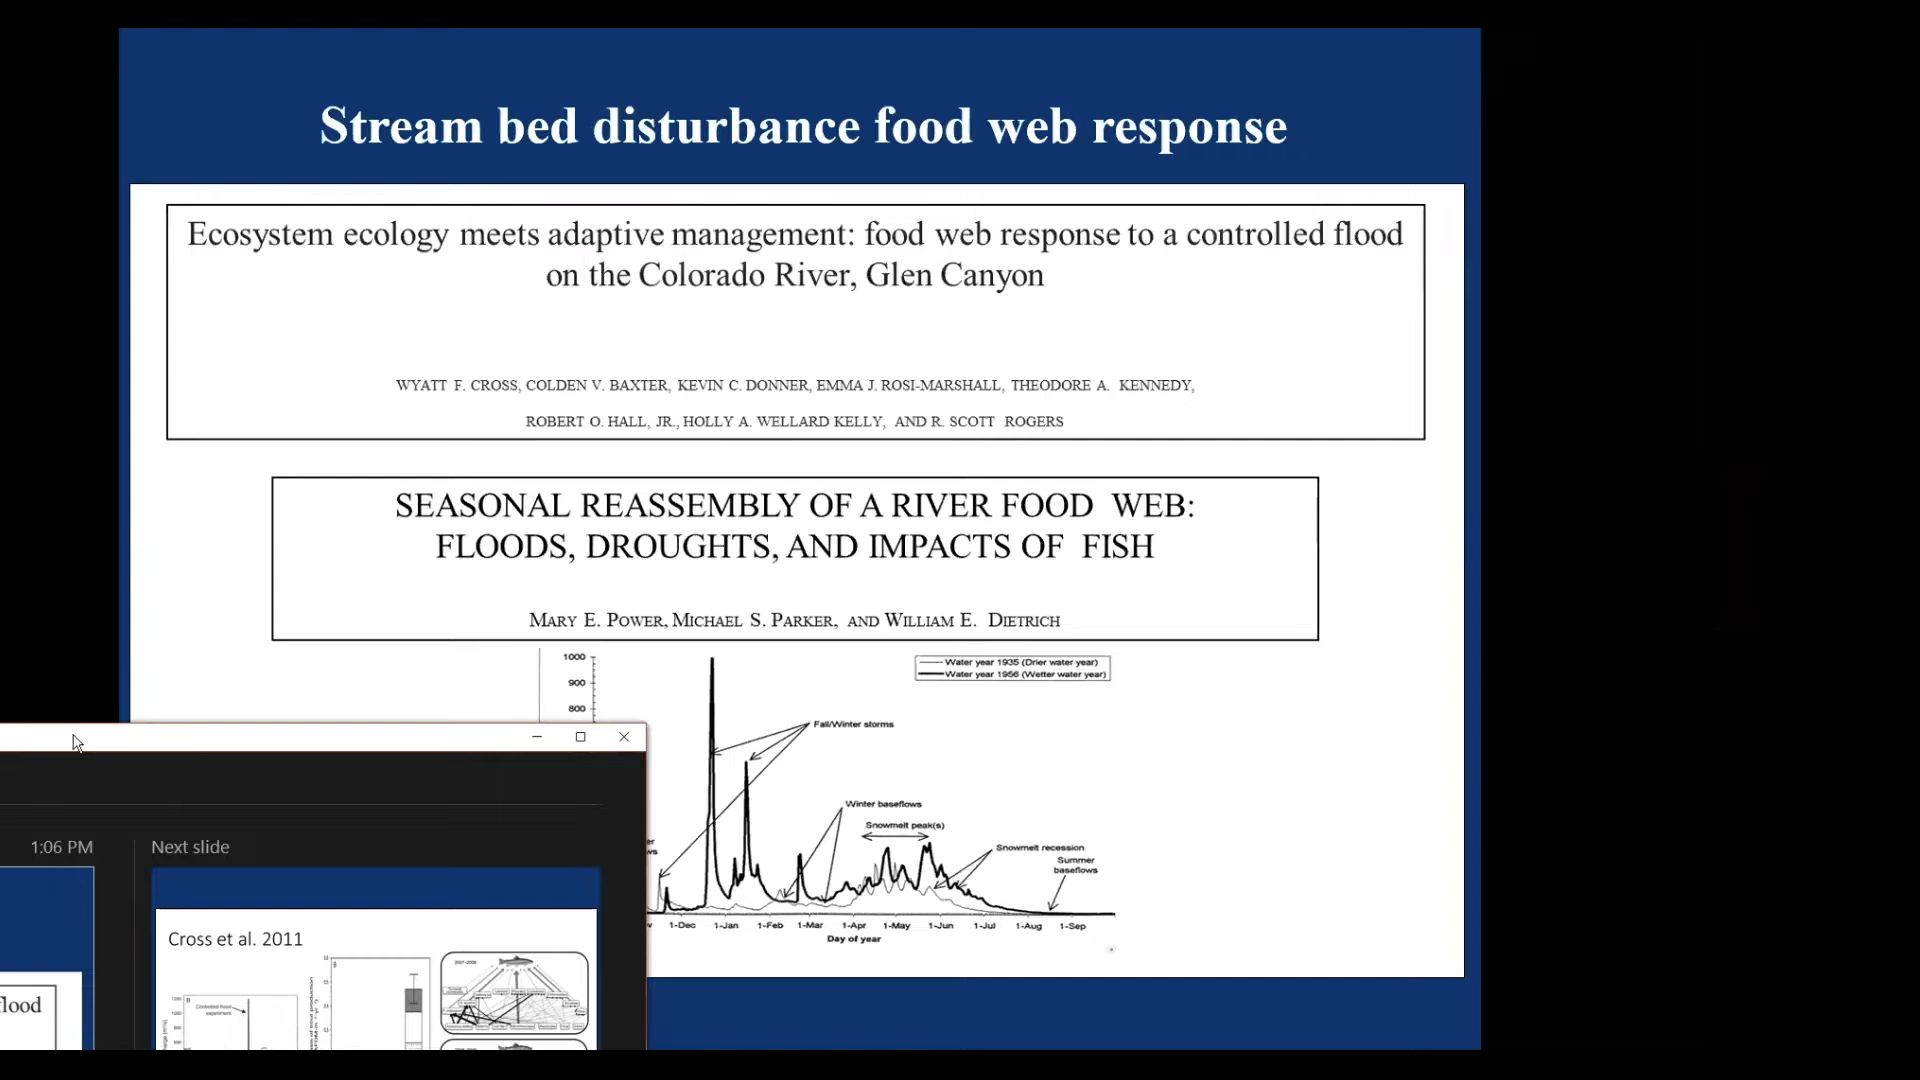 Stream bed disturbance food web response
Ecosystem ecology meets adaptive management: food web response to a controlled flood
on the Colorado River, Glen Canyon
WYATT F. CROSS, COLDEN V. BAXTER, KEVIN C. DONNER, EMMA J. ROSI-MARSHALL, THEODORE A. KENNEDY,
ROBERT O. HALL, JR., HOLLY A. WELLARD KELLY, AND R. SCOTT ROGERS
SEASONAL REASSEMBLY OF A RIVER FOOD WEB:
FLOODS, DROUGHTS, AND IMPACTS OF FISH
MARY E. POWER, MICHAEL S. PARKER, AND WILLIAM E. DIETRICH
1000
900
800
Water year 1935 (Drier water year)
Water year 1956 (Wetter water year)
Fall/Winter storms
Winter baseflows
Snowmelt peak(s)
Snowmelt recession
Summer
baseflows
1-Dec 1-Jan 1-Feb 1-Mar 1-Apr 1-May 1-Jun 1-Jul 1-Aug 1-Sep
Day of year
1:06 PM
Next slide
Cross et al. 2011
Controlled flood
experiment
2007-2008
flood